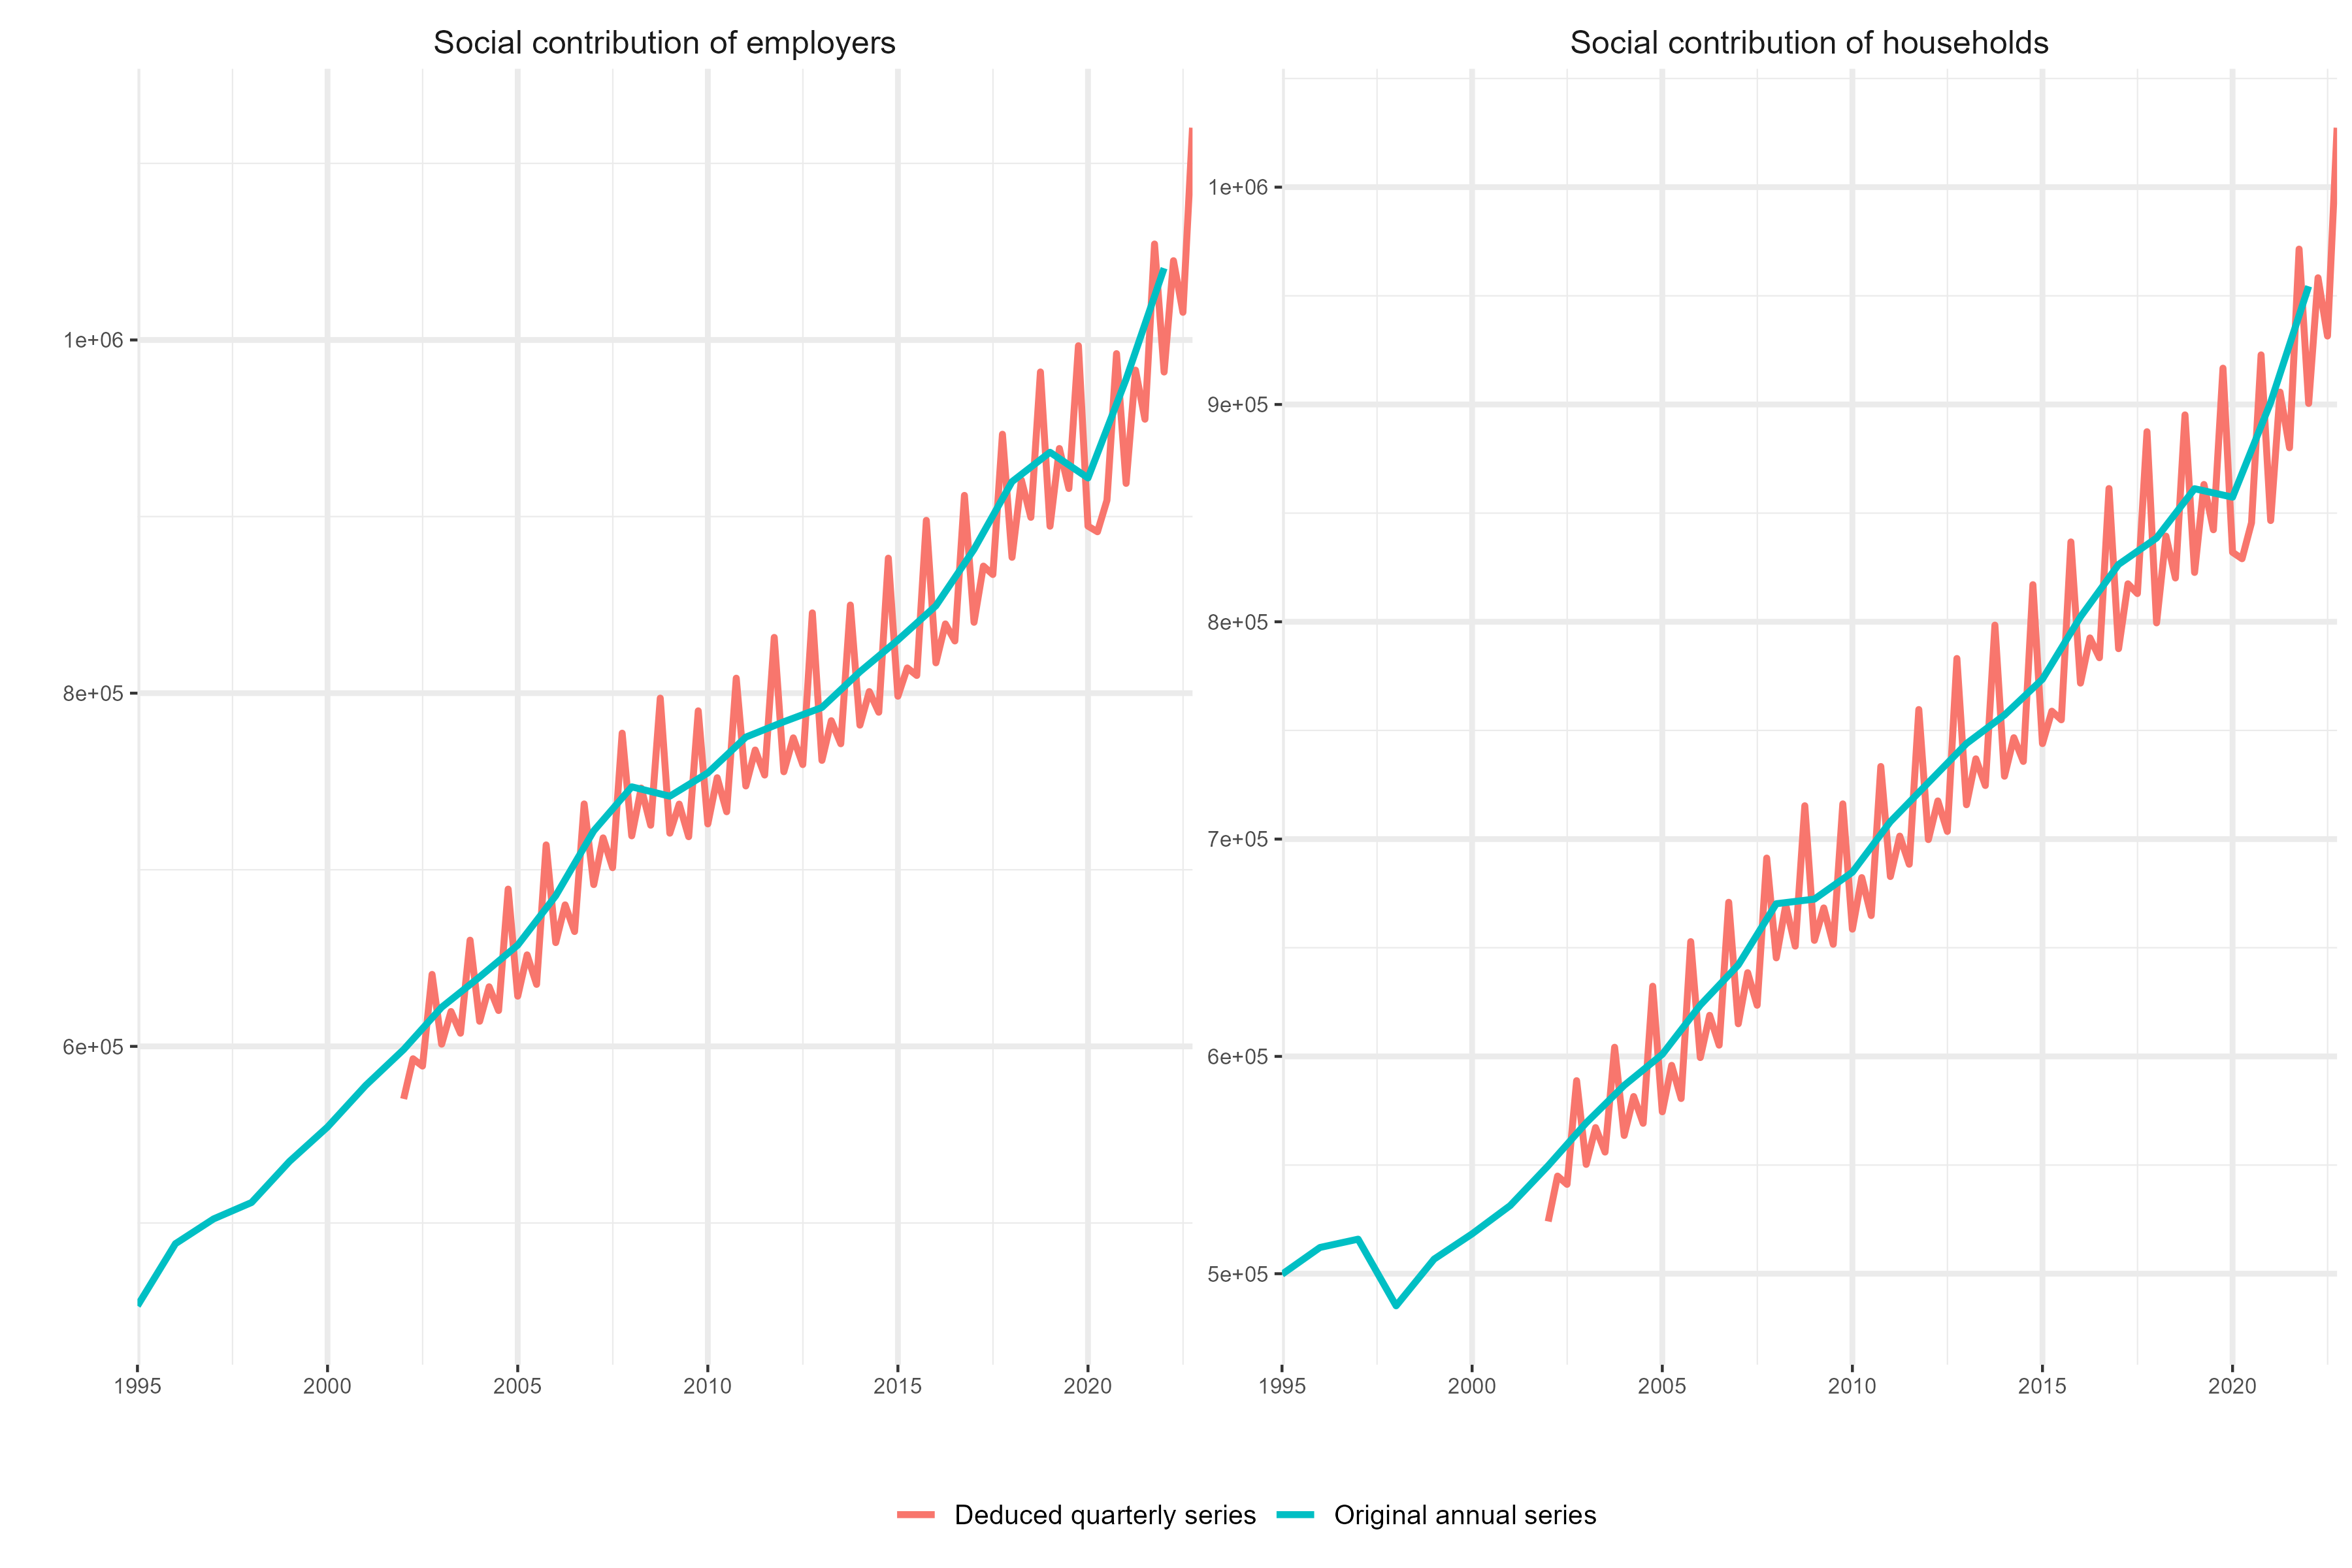 Social contribution of employers
Social contribution of households
1e+06
8e+05
6e+05
1995 2000 2005 2010 2015 2020
1e+06
9e+05
8e+05
7e+05
6e+05
5e+05
1995 2000 2005 2010 2015 2020
Deduced quarterly series Original annual series